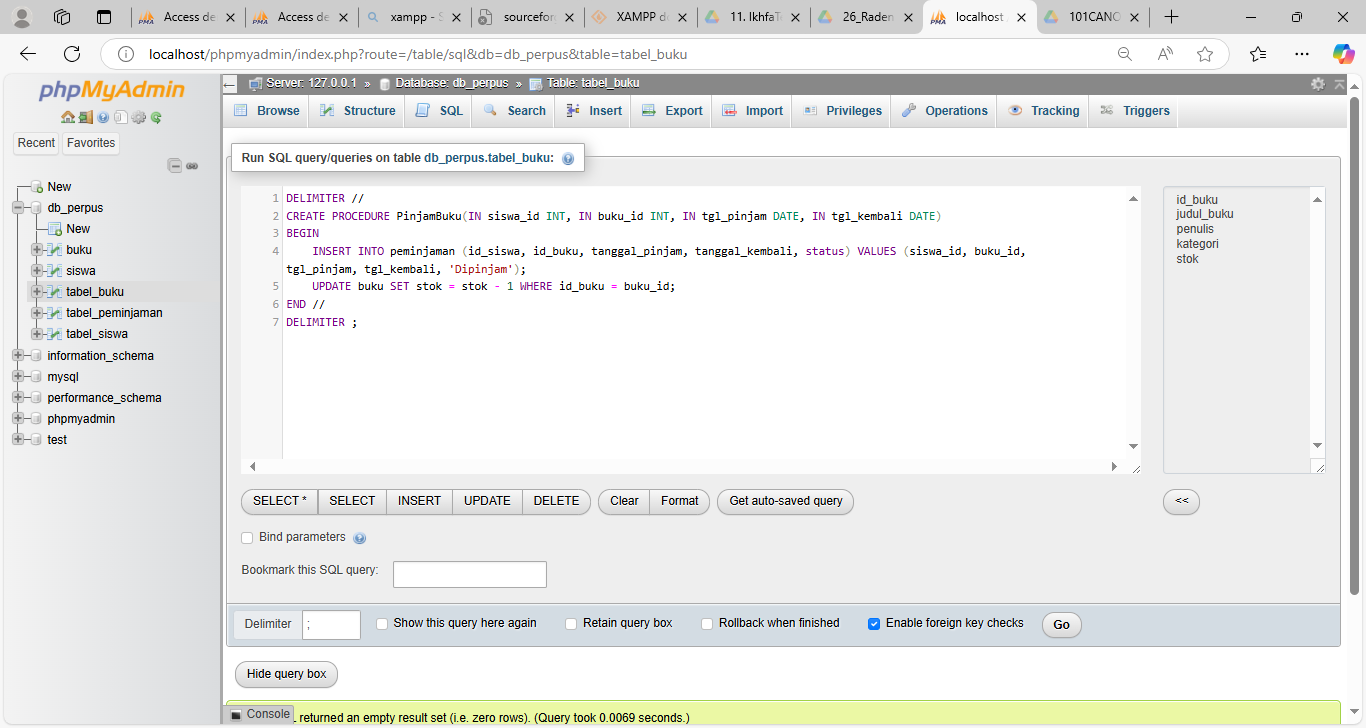 Access de
Access de
xampp - S
sourcefor
XAMPP d
11. IkhfaT
26_Raden
localhost
101CANO
localhost/phpmyadmin/index.php?route=/table/sql&db=db_perpus&table=tabel_buku
phpMyAdmin
Recent Favorites
New
db_perpus
New
buku
siswa
tabel_buku
tabel_peminjaman
tabel_siswa
information_schema
mysql
performance_schema
phpmyadmin
test
Server: 127.0.0.1 » Database: db_perpus » Table: tabel_buku
Browse Structure SQL Search Insert Export Import Privileges Operations Tracking Triggers
Run SQL query/queries on table db_perpus.tabel_buku:
1 DELIMITER //
2 CREATE PROCEDURE PinjamBuku(IN siswa_id INT, IN buku_id INT, IN tgl_pinjam DATE, IN tgl_kembali DATE)
3 BEGIN
4 INSERT INTO peminjaman (id_siswa, id_buku, tanggal_pinjam, tanggal_kembali, status) VALUES (siswa_id, buku_id,
tgl_pinjam, tgl_kembali, 'Dipinjam');
5 UPDATE buku SET stok = stok - 1 WHERE id_buku = buku_id;
6 END //
7 DELIMITER ;
id_buku
judul_buku
penulis
kategori
stok
SELECT * SELECT INSERT UPDATE DELETE Clear Format Get auto-saved query <<
Bind parameters
Bookmark this SQL query:
Delimiter ; Show this query here again Retain query box Rollback when finished Enable foreign key checks Go
Hide query box
Console
returned an empty result set (i.e. zero rows). (Query took 0.0069 seconds.)